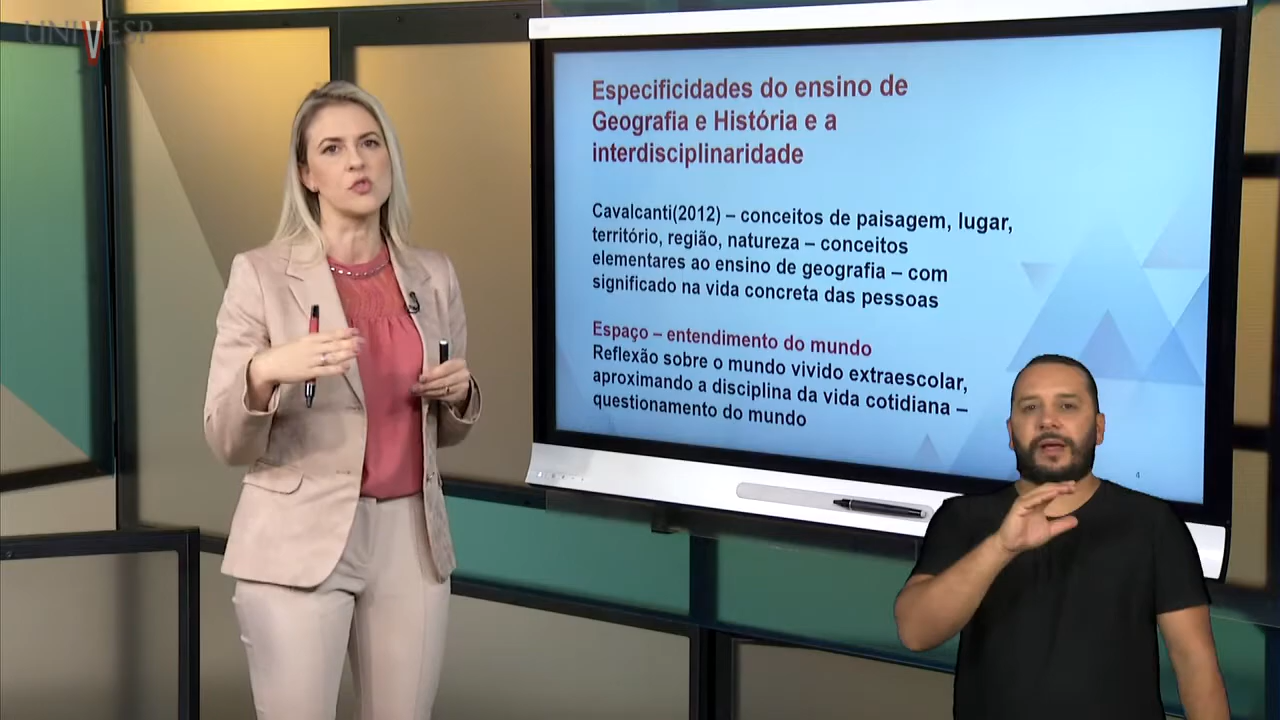 UNIVESP
Especificidades do ensino de
Geografia e História e a
interdisciplinaridade
Cavalcanti(2012) – conceitos de paisagem, lugar,
território, região, natureza – conceitos
elementares ao ensino de geografia – com
significado na vida concreta das pessoas
Espaço – entendimento do mundo
Reflexão sobre o mundo vivido extraescolar,
aproximando a disciplina da vida cotidiana –
questionamento do mundo
4